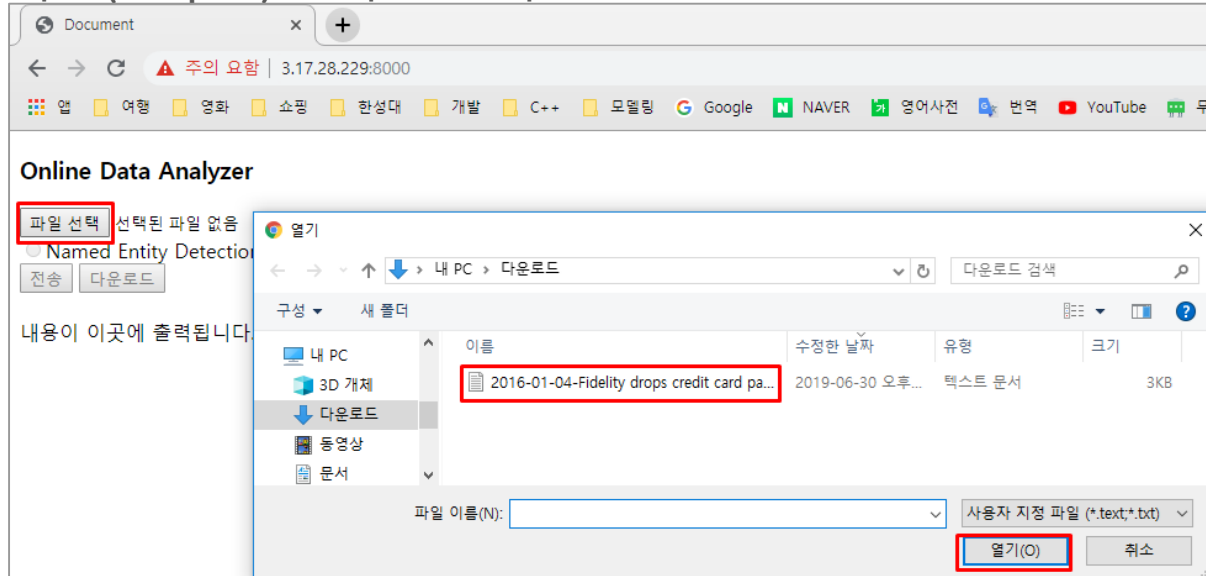 Document
주의 요함 | 3.17.28.229:8000
앱 여행 영화 쇼핑 한성대 개발 C++ 모델링 Google NAVER 영어사전 번역 YouTube
Online Data Analyzer
파일 선택 선택된 파일 없음
Named Entity Detection
전송 다운로드
내용이 이곳에 출력됩니다.
열기
내 PC › 다운로드
다운로드 검색
구성 새 폴더
이름 수정한 날짜 유형 크기
내 PC
3D 개체
다운로드
동영상
문서
2016-01-04-Fidelity drops credit card pa... 2019-06-30 오후... 텍스트 문서 3KB
파일 이름(N): 사용자 지정 파일 (*.text;*.txt)
열기(O) 취소